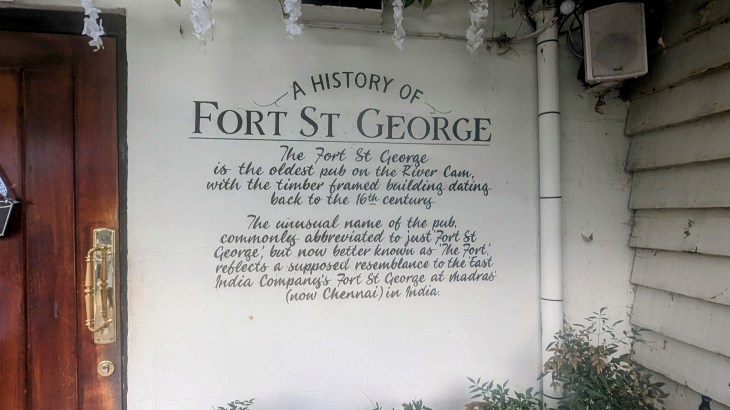 A HISTORY OF
FORT ST GEORGE
The Fort St George
is the oldest pub on the River Cam,
with the timber framed building dating
back to the 16th century
The unusual name of the pub,
commonly abbreviated to just 'Fort St
George', but now better known as 'The Fort',
reflects a supposed resemblance to the East
India Company's Fort St George at Madras
(now Chennai) in India.